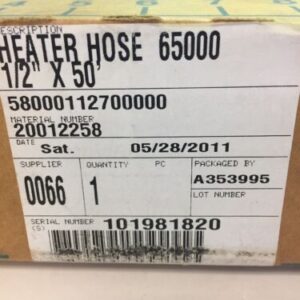 DESCRIPTION
HEATER HOSE 65000
1/2" X 50'
58000112700000
MATERIAL NUMBER
20012258
DATE Sat. 05/28/2011
SUPPLIER QUANTITY PC PACKAGED BY
0066 1 A353995
LOT NUMBER
SERIAL NUMBER 101981820
(S)